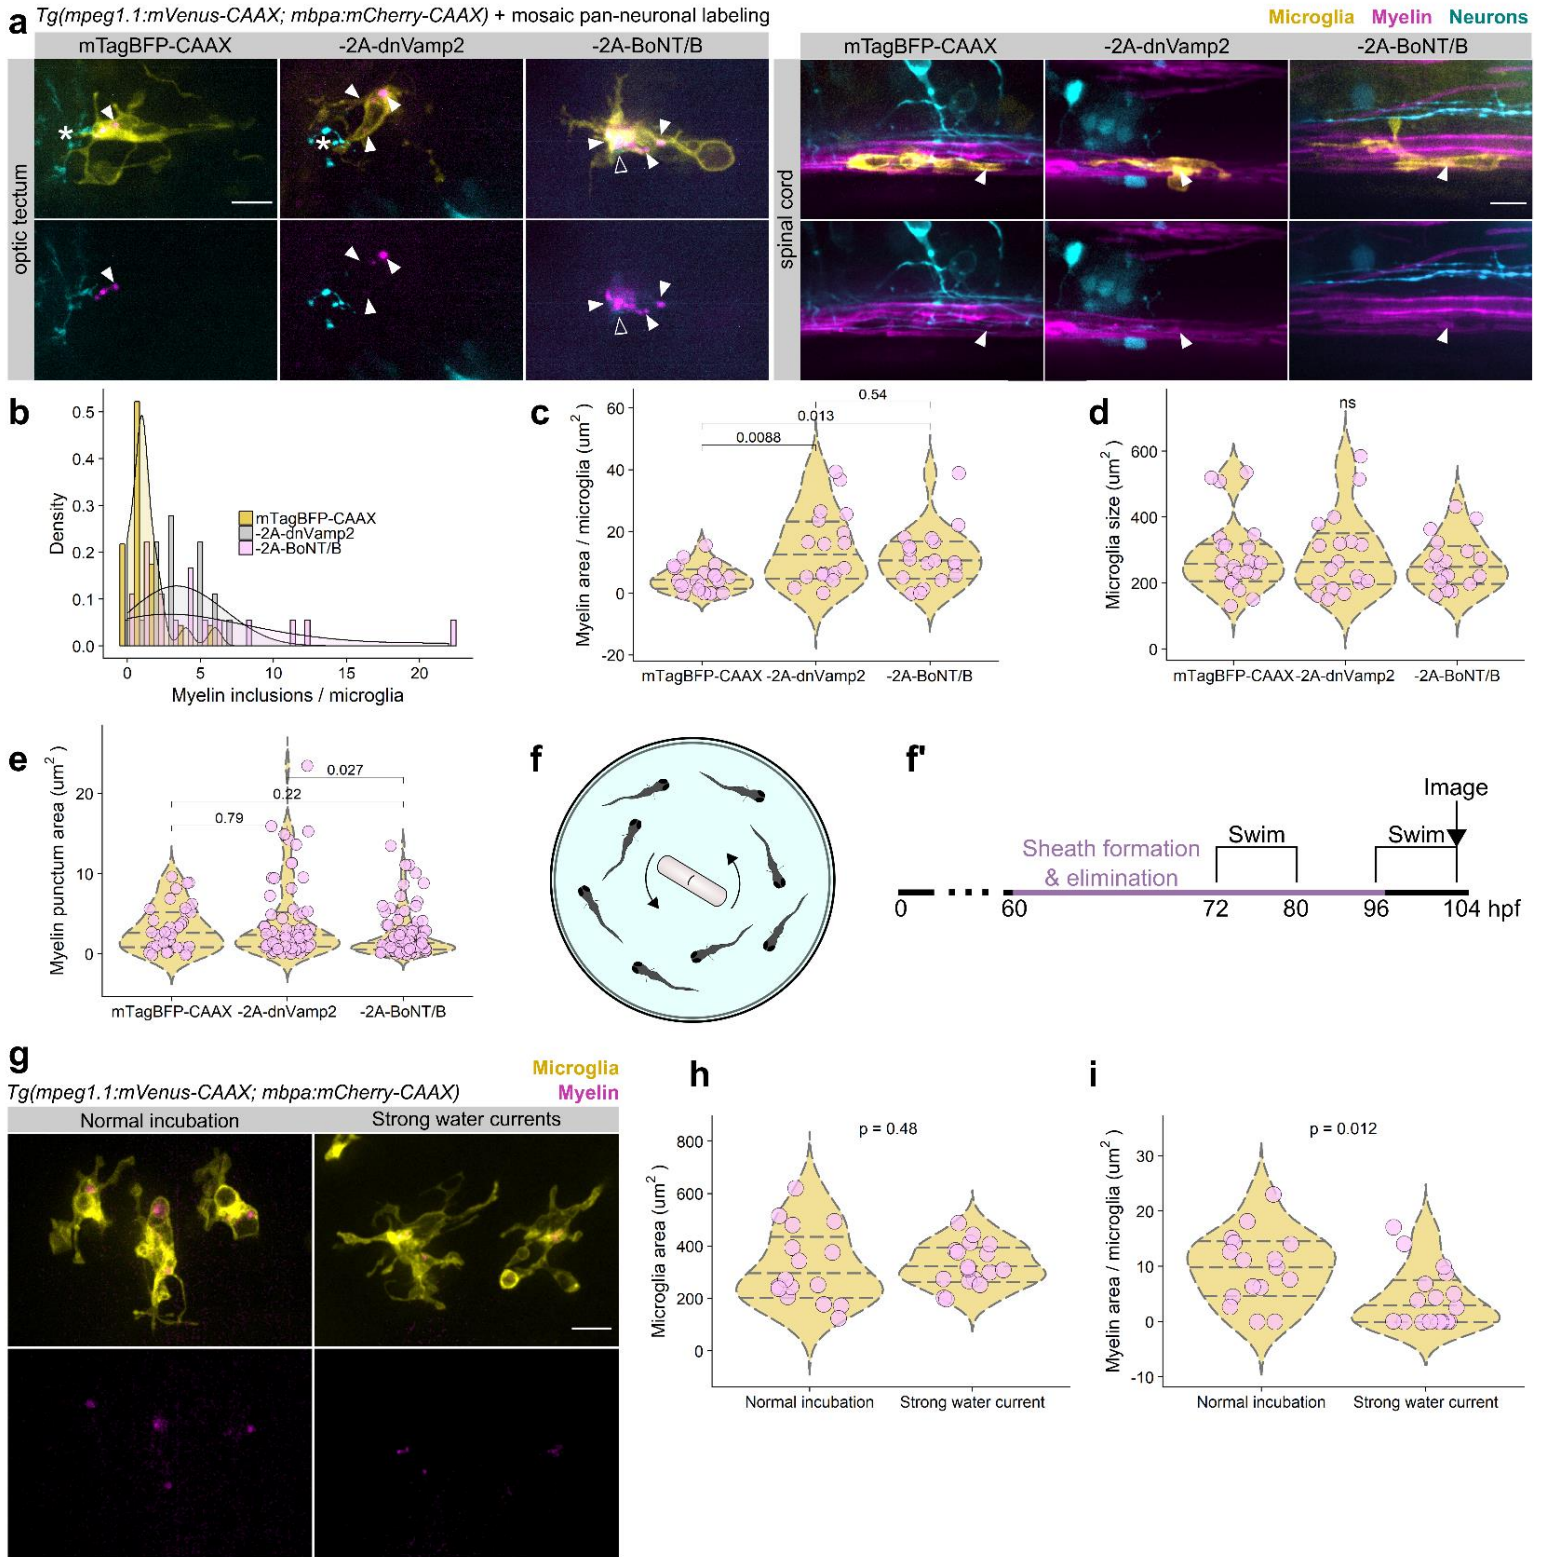 a
Tg(mpeg1.1:mVenus-CAAX; mbpa:mCherry-CAAX) + mosaic pan-neuronal labeling
Microglia Myelin Neurons
mTagBFP-CAAX -2A-dnVamp2 -2A-BoNT/B
mTagBFP-CAAX -2A-dnVamp2 -2A-BoNT/B
*
*
optic tectum
spinal cord
b
0.5
0.4
0.3
0.2
0.1
0.0
Density
mTagBFP-CAAX
-2A-dnVamp2
-2A-BoNT/B
0 5 10 15 20
Myelin inclusions / microglia
c
0.54
0.013
0.0088
60
40
20
0
-20
Myelin area / microglia (um²)
mTagBFP-CAAX -2A-dnVamp2 -2A-BoNT/B
d
ns
600
400
200
0
Microglia size (um²)
mTagBFP-CAAX -2A-dnVamp2 -2A-BoNT/B
e
0.027
0.22
0.79
20
10
0
Myelin punctum area (um²)
mTagBFP-CAAX -2A-dnVamp2 -2A-BoNT/B
f
f'
Image
Swim Swim
Sheath formation
& elimination
0 60 72 80 96 104 hpf
g
Microglia
Tg(mpeg1.1:mVenus-CAAX; mbpa:mCherry-CAAX) Myelin
Normal incubation Strong water currents
h
p = 0.48
800
600
400
200
0
Microglia area (um²)
Normal incubation Strong water current
i
p = 0.012
30
20
10
0
-10
Myelin area / microglia (um²)
Normal incubation Strong water current